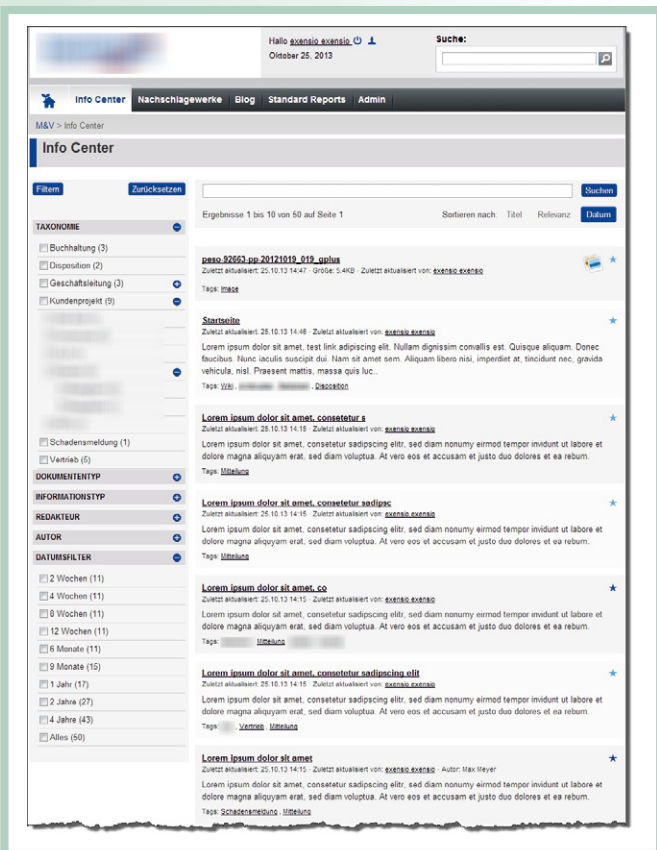 Hallo exensio exensio
Oktober 25, 2013
Suche:
Info Center Nachschlagewerke Blog Standard Reports Admin
M&V > Info Center
Info Center
Filtern Zurücksetzen
Suchen
Ergebnisse 1 bis 10 von 50 auf Seite 1 Sortieren nach: Titel Relevanz Datum
TAXONOMIE
Buchhaltung (3)
Disposition (2)
Geschäftsleitung (3)
Kundenprojekt (9)
Schadensmeldung (1)
Vertrieb (5)
DOKUMENTENTYP
INFORMATIONSTYP
REDAKTEUR
AUTOR
DATUMSFILTER
2 Wochen (11)
4 Wochen (11)
8 Wochen (11)
12 Wochen (11)
6 Monate (11)
9 Monate (15)
1 Jahr (17)
2 Jahre (27)
4 Jahre (43)
Alles (50)
peso-92663-pp-20121019_019_gplus
Zuletzt aktualisiert: 25.10.13 14:47 - Größe: 5.4KB - Zuletzt aktualisiert von: exensio exensio
Tags: Image
Startseite
Zuletzt aktualisiert: 25.10.13 14:46 - Zuletzt aktualisiert von: exensio exensio
Lorem ipsum dolor sit amet, test link adipiscing elit. Nullam dignissim convallis est. Quisque aliquam. Donec
faucibus. Nunc iaculis suscipit dui. Nam sit amet sem. Aliquam libero nisi, imperdiet at, tincidunt nec, gravida
vehicula, nisl. Praesent mattis, massa quis luc..
Tags: Wiki , , Disposition
Lorem ipsum dolor sit amet, consetetur s
Zuletzt aktualisiert: 25.10.13 14:15 - Zuletzt aktualisiert von: exensio exensio
Lorem ipsum dolor sit amet, consetetur sadipscing elitr, sed diam nonumy eirmod tempor invidunt ut labore et
dolore magna aliquyam erat, sed diam voluptua. At vero eos et accusam et justo duo dolores et ea rebum.
Tags: Mitteilung
Lorem ipsum dolor sit amet, consetetur sadipsc
Zuletzt aktualisiert: 25.10.13 14:15 - Zuletzt aktualisiert von: exensio exensio
Lorem ipsum dolor sit amet, consetetur sadipscing elitr, sed diam nonumy eirmod tempor invidunt ut labore et
dolore magna aliquyam erat, sed diam voluptua. At vero eos et accusam et justo duo dolores et ea rebum.
Tags: Mitteilung
Lorem ipsum dolor sit amet, co
Zuletzt aktualisiert: 25.10.13 14:15 - Zuletzt aktualisiert von: exensio exensio
Lorem ipsum dolor sit amet, consetetur sadipscing elitr, sed diam nonumy eirmod tempor invidunt ut labore et
dolore magna aliquyam erat, sed diam voluptua. At vero eos et accusam et justo duo dolores et ea rebum.
Tags: Mitteilung
Lorem ipsum dolor sit amet, consetetur sadipscing elit
Zuletzt aktualisiert: 25.10.13 14:15 - Zuletzt aktualisiert von: exensio exensio
Lorem ipsum dolor sit amet, consetetur sadipscing elitr, sed diam nonumy eirmod tempor invidunt ut labore et
dolore magna aliquyam erat, sed diam voluptua. At vero eos et accusam et justo duo dolores et ea rebum.
Tags: , Vertrieb , Mitteilung
Lorem ipsum dolor sit amet
Zuletzt aktualisiert: 25.10.13 14:15 - Zuletzt aktualisiert von: exensio exensio - Autor: Max Meyer
Lorem ipsum dolor sit amet, consetetur sadipscing elitr, sed diam nonumy eirmod tempor invidunt ut labore et
dolore magna aliquyam erat, sed diam voluptua. At vero eos et accusam et justo duo dolores et ea rebum.
Tags: Schadensmeldung , Mitteilung